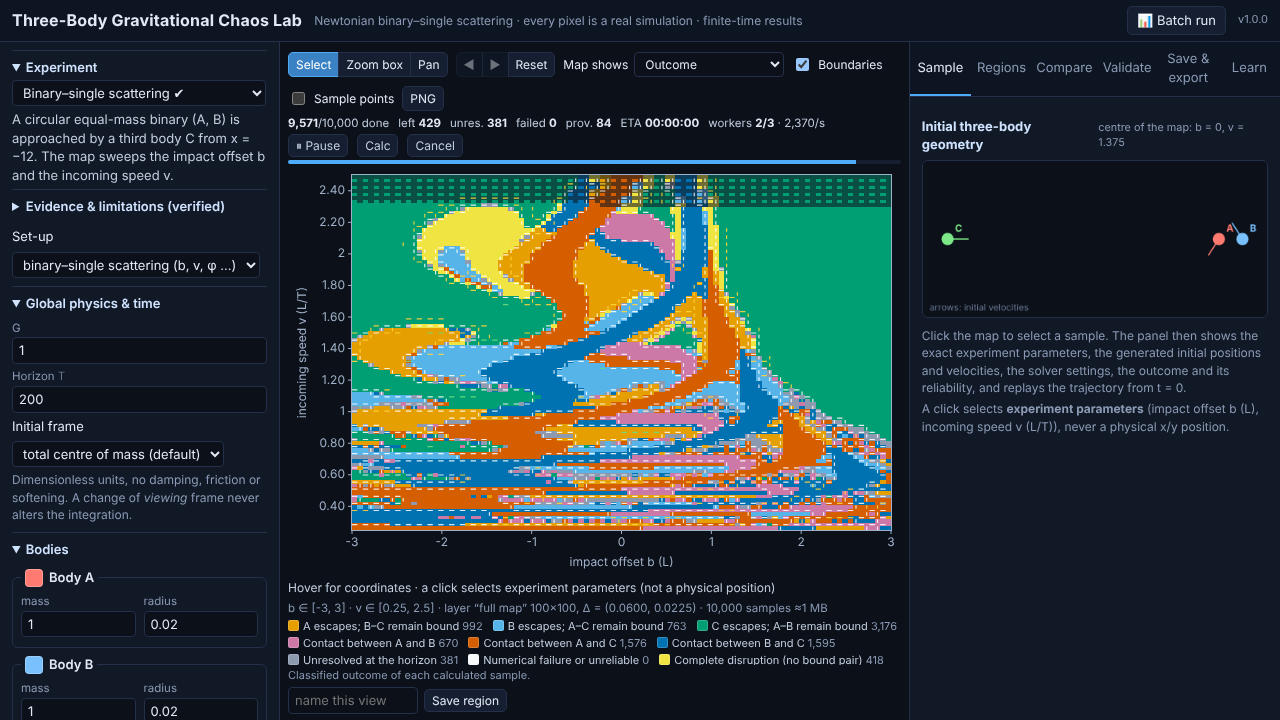 Three-Body Gravitational Chaos Lab
Newtonian binary–single scattering · every pixel is a real simulation · finite-time results
📊 Batch run
v1.0.0
▼ Experiment
Binary–single scattering ✔
A circular equal-mass binary (A, B) is
approached by a third body C from x =
−12. The map sweeps the impact offset b
and the incoming speed v.
▶ Evidence & limitations (verified)
Set-up
binary–single scattering (b, v, φ ...)
▼ Global physics & time
G
1
Horizon T
200
Initial frame
total centre of mass (default)
Dimensionless units, no damping, friction or
softening. A change of viewing frame never
alters the integration.
▼ Bodies
Body A
mass
radius
1
0.02
Body B
mass
radius
1
0.02
Select
Zoom box
Pan
◀
▶
Reset
Map shows
Outcome
Boundaries
Sample points
PNG
9,571/10,000 done left 429 unres. 381 failed 0 prov. 84 ETA 00:00:00 workers 2/3 · 2,370/s
⏸ Pause
Calc
Cancel
2.40
2.20
2
1.80
1.60
1.40
1.20
1
0.80
0.60
0.40
incoming speed v (L/T)
-3
-2
-1
0
1
2
3
impact offset b (L)
Hover for coordinates · a click selects experiment parameters (not a physical position)
b ∈ [-3, 3] · v ∈ [0.25, 2.5] · layer “full map” 100×100, Δ = (0.0600, 0.0225) · 10,000 samples ≈1 MB
A escapes; B–C remain bound 992
B escapes; A–C remain bound 763
C escapes; A–B remain bound 3,176
Contact between A and B 670
Contact between A and C 1,576
Contact between B and C 1,595
Unresolved at the horizon 381
Numerical failure or unreliable 0
Complete disruption (no bound pair) 418
Classified outcome of each calculated sample.
name this view
Save region
Sample
Regions
Compare
Validate
Save &
export
Learn
Initial three-body
geometry
centre of the map: b = 0, v =
1.375
C
A
B
arrows: initial velocities
Click the map to select a sample. The panel then shows the
exact experiment parameters, the generated initial positions
and velocities, the solver settings, the outcome and its
reliability, and replays the trajectory from t = 0.
A click selects experiment parameters (impact offset b (L),
incoming speed v (L/T)), never a physical x/y position.